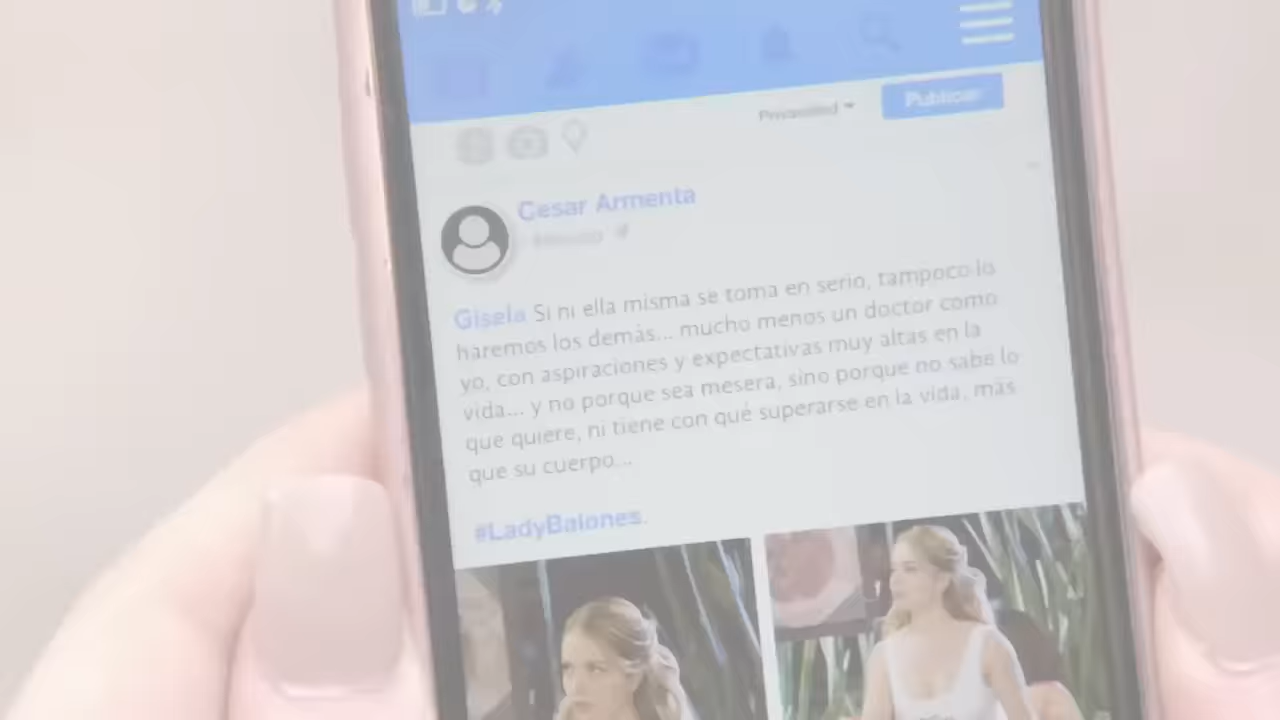 Privacidad
Publicar
Cesar Armenta
Gisela Si ni ella misma se toma en serio, tampoco lo
haremos los demás... mucho menos un doctor como
yo, con aspiraciones y expectativas muy altas en la
vida... y no porque sea mesera, sino porque no sabe lo
que quiere, ni tiene con qué superarse en la vida, más
que su cuerpo...
#LadyBalones.